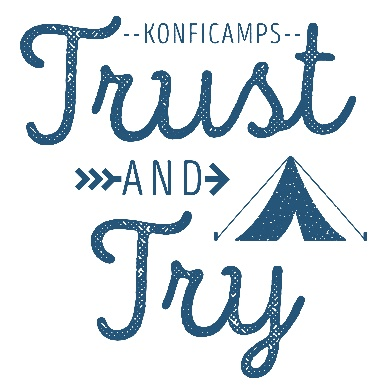 --KONFICAMPS--
Trust
AND
Try